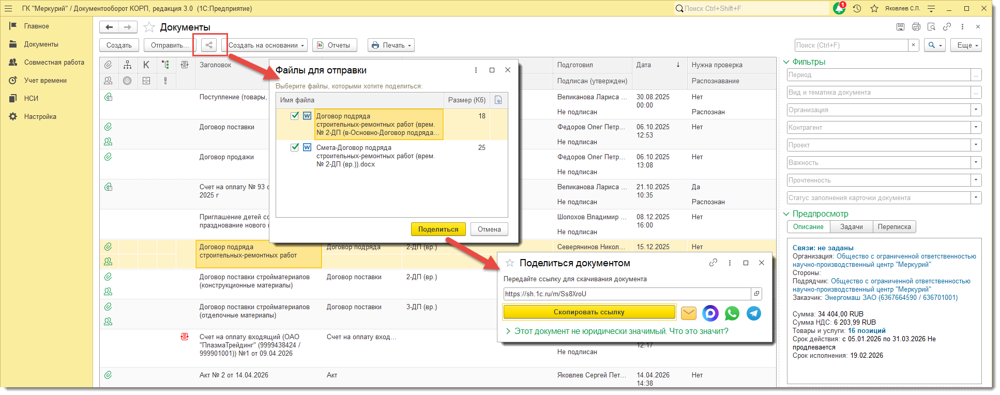 ГК "Меркурий" / Документооборот КОРП, редакция 3.0 (1С:Предприятие)
Поиск Ctrl+Shift+F
1
Яковлев С.П.
Главное
Документы
Совместная работа
Учет времени
НСИ
Настройка
Документы
Создать
Отправить...
Создать на основании
Отчеты
Печать
Поиск (Ctrl+F)
×
Еще
К
Заголовок
Подготовил
Дата
Нужна проверка
Подписан (утвержден)
Распознавание
Поступление (товары,
Великанова Лариса ...
30.08.2025
00:00
Нет
Не подписан
Распознан
Договор поставки
Федоров Олег Петр...
06.10.2025
12:53
Нет
Не подписан
Договор продажи
Федоров Олег Петр...
06.10.2025
13:08
Нет
Не подписан
Счет на оплату № 93 о
2025 г
Великанова Лариса ...
21.10.2025
10:35
Да
Не подписан
Распознан
Приглашение детей со
празднование нового
Шолохов Владимир ...
08.12.2025
16:00
Нет
Не подписан
Договор подряда
строительных-ремонтных работ
Договор подряда
2-ДП (вр.)
Северянинов Никол...
15.12.2025
Нет
Договор поставки стройматериалов
(конструкционные материалы)
Договор поставки
2-ДП (вр.)
Договор поставки стройматериалов
(отделочные материалы)
Договор поставки
3-ДП (вр.)
Счет на оплату входящий (ОАО
"ПлазмаТрейдинг" (9999438424 /
999901001)) №1 от 09.04.2026
Счет на оплату вход...
12:17
Не подписан
Акт № 2 от 14.04.2026
Акт
Яковлев Сергей Пет...
14.04.2026
14:38
Нет
Файлы для отправки
Выберите файлы, которыми хотите поделиться:
Имя файла
Размер (Кб)
Договор подряда
строительных-ремонтных работ (врем.
№ 2-ДП (в-Основно-Договор подряда...
18
Смета-Договор подряда
строительных-ремонтных работ (врем.
№ 2-ДП (вр.)).docx
25
Поделиться
Отмена
Поделиться документом
Передайте ссылку для скачивания документа
https://sh.1c.ru/m/Ss8XroU
Скопировать ссылку
Этот документ не юридически значимый. Что это значит?
Фильтры
Период
...
Вид и тематика документа
...
Организация
Контрагент
Проект
Важность
Прочтенность
Статус заполнения карточки документа
Предпросмотр
Описание
Задачи
Переписка
Связи: не заданы
Организация: Общество с ограниченной ответственностью
научно-производственный центр "Меркурий"
Стороны:
Подрядчик: Общество с ограниченной ответственностью
научно-производственный центр "Меркурий"
Заказчик: Энергомаш ЗАО (6367664590 / 636701001)
Сумма: 34 404,00 RUB
Сумма НДС: 6 203,99 RUB
Товары и услуги: 16 позиций
Срок действия: с 05.01.2026 по 31.03.2026 Не
продлевается
Срок исполнения: 19.02.2026